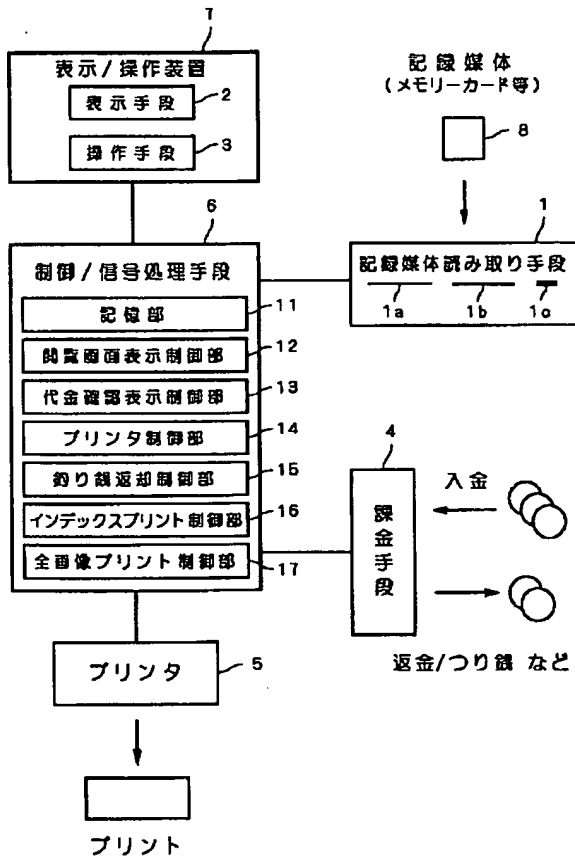 7
表示/操作装置
表示手段 2
操作手段 3
記録媒体
(メモリーカード等)
8
6
制御/信号処理手段
記憶部 11
閲覧画面表示制御部 12
代金確認表示制御部 13
プリンタ制御部 14
釣り銭返却制御部 15
インデックスプリント制御部 16
全画像プリント制御部 17
1
記録媒体読み取り手段
1a 1b 1c
4
課金手段
入金
返金/つり銭 など
プリンタ 5
プリント